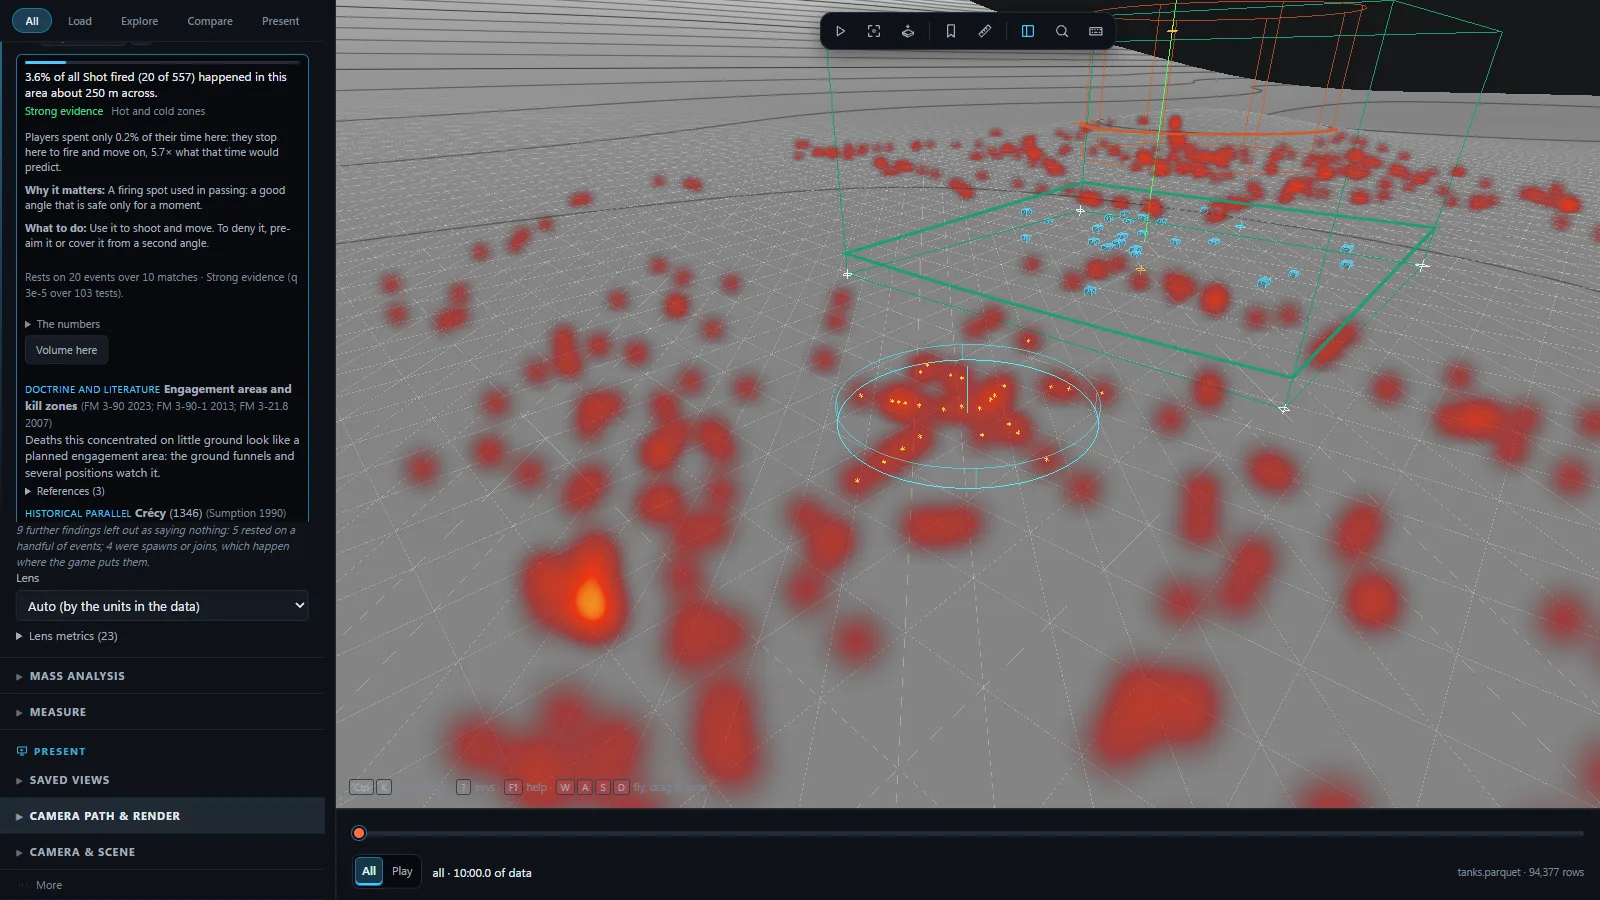 All Load Explore Compare Present
3.6% of all Shot fired (20 of 557) happened in this
area about 250 m across.
Strong evidence Hot and cold zones
Players spent only 0.2% of their time here: they stop
here to fire and move on, 5.7× what that time would
predict.
Why it matters: A firing spot used in passing: a good
angle that is safe only for a moment.
What to do: Use it to shoot and move. To deny it, pre-
aim it or cover it from a second angle.
Rests on 20 events over 10 matches · Strong evidence (q
3e-5 over 103 tests).
The numbers
Volume here
DOCTRINE AND LITERATURE Engagement areas and
kill zones (FM 3-90 2023; FM 3-90-1 2013; FM 3-21.8
2007)
Deaths this concentrated on little ground look like a
planned engagement area: the ground funnels and
several positions watch it.
References (3)
HISTORICAL PARALLEL Crécy (1346) (Sumption 1990)
9 further findings left out as saying nothing: 5 rested on a
handful of events; 4 were spawns or joins, which happen
where the game puts them.
Lens
Auto (by the units in the data)
Lens metrics (23)
MASS ANALYSIS
MEASURE
PRESENT
SAVED VIEWS
CAMERA PATH & RENDER
CAMERA & SCENE
More
Ctrl K ? keys · F1 help · W A S D fly, drag to
All Play all · 10:00.0 of data
tanks.parquet · 94,377 rows